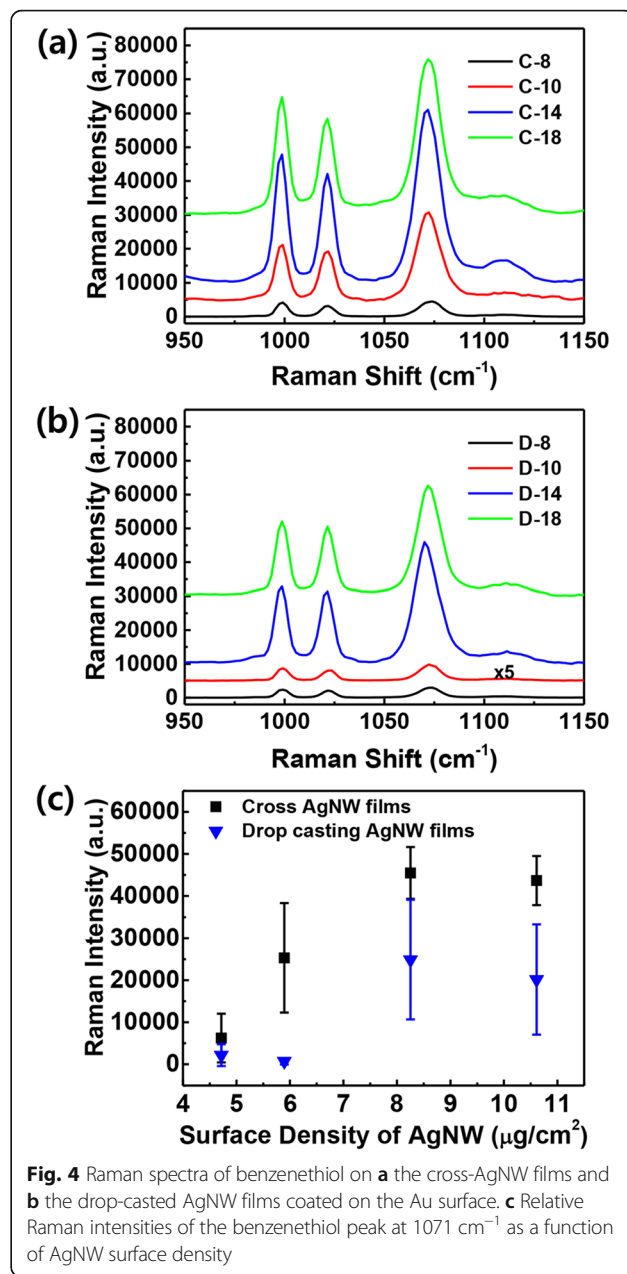 (a)
80000
70000
60000
50000
40000
30000
20000
10000
0
Raman Intensity (a.u.)
C-8
C-10
C-14
C-18
950 1000 1050 1100 1150
Raman Shift (cm⁻¹)
(b)
80000
70000
60000
50000
40000
30000
20000
10000
0
Raman Intensity (a.u.)
D-8
D-10
D-14
D-18
x5
950 1000 1050 1100 1150
Raman Shift (cm⁻¹)
(c)
60000
50000
40000
30000
20000
10000
0
Raman Intensity (a.u.)
Cross AgNW films
Drop casting AgNW films
4 5 6 7 8 9 10 11
Surface Density of AgNW (μg/cm²)
Fig. 4 Raman spectra of benzenethiol on a the cross-AgNW films and
b the drop-casted AgNW films coated on the Au surface. c Relative
Raman intensities of the benzenethiol peak at 1071 cm⁻¹ as a function
of AgNW surface density